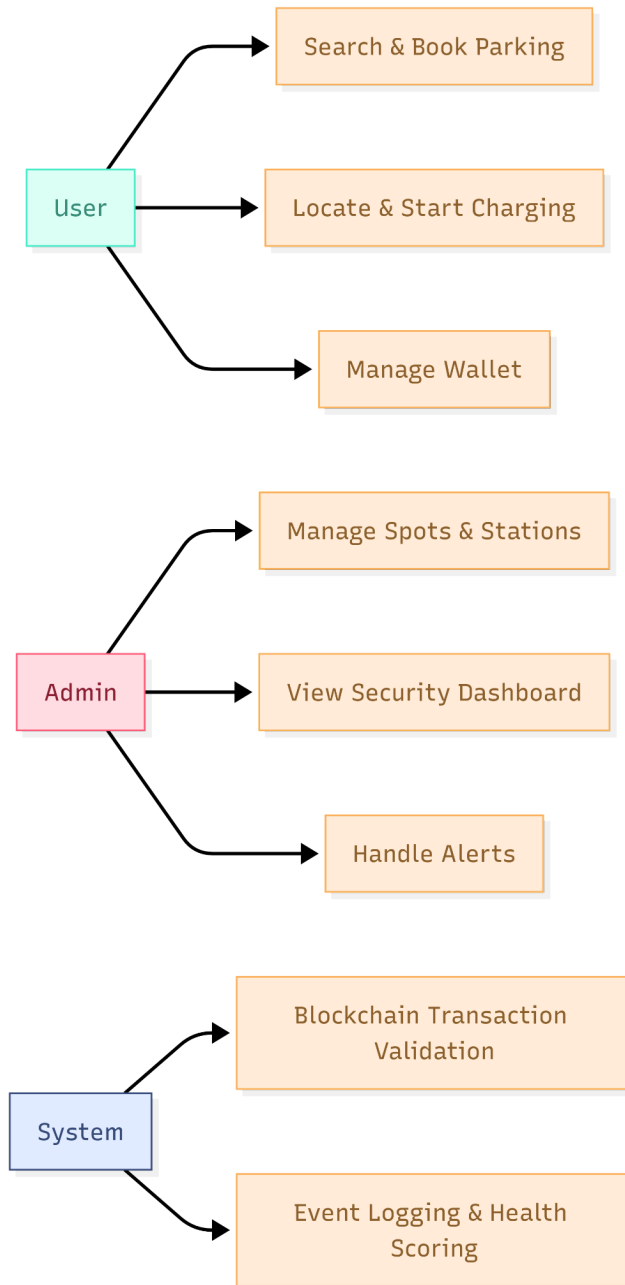 Search & Book Parking
User
Locate & Start Charging
Manage Wallet
Manage Spots & Stations
Admin
View Security Dashboard
Handle Alerts
Blockchain Transaction
Validation
System
Event Logging & Health
Scoring